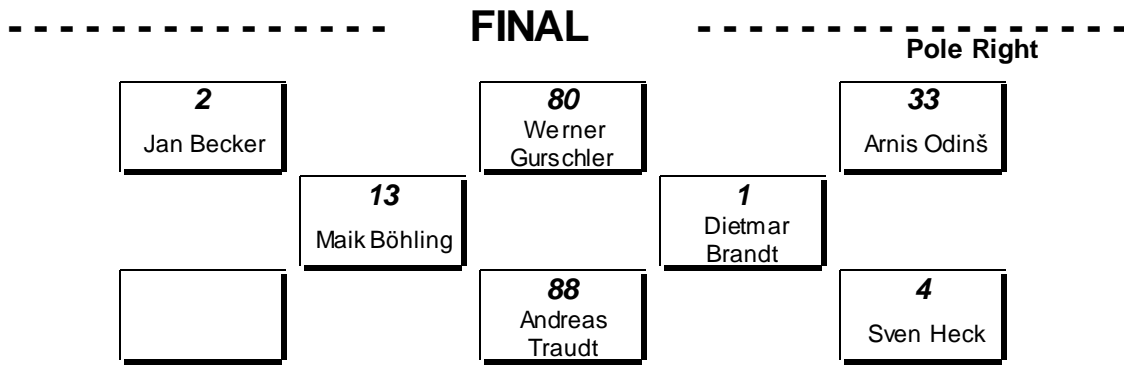 - - - - - - - - - - - - - - - - FINAL - - - - - - - - - - - - - - - - - -
Pole Right
2
Jan Becker
80
Werner
Gurschler
33
Arnis Odinš
13
Maik Böhling
1
Dietmar
Brandt
88
Andreas
Traudt
4
Sven Heck